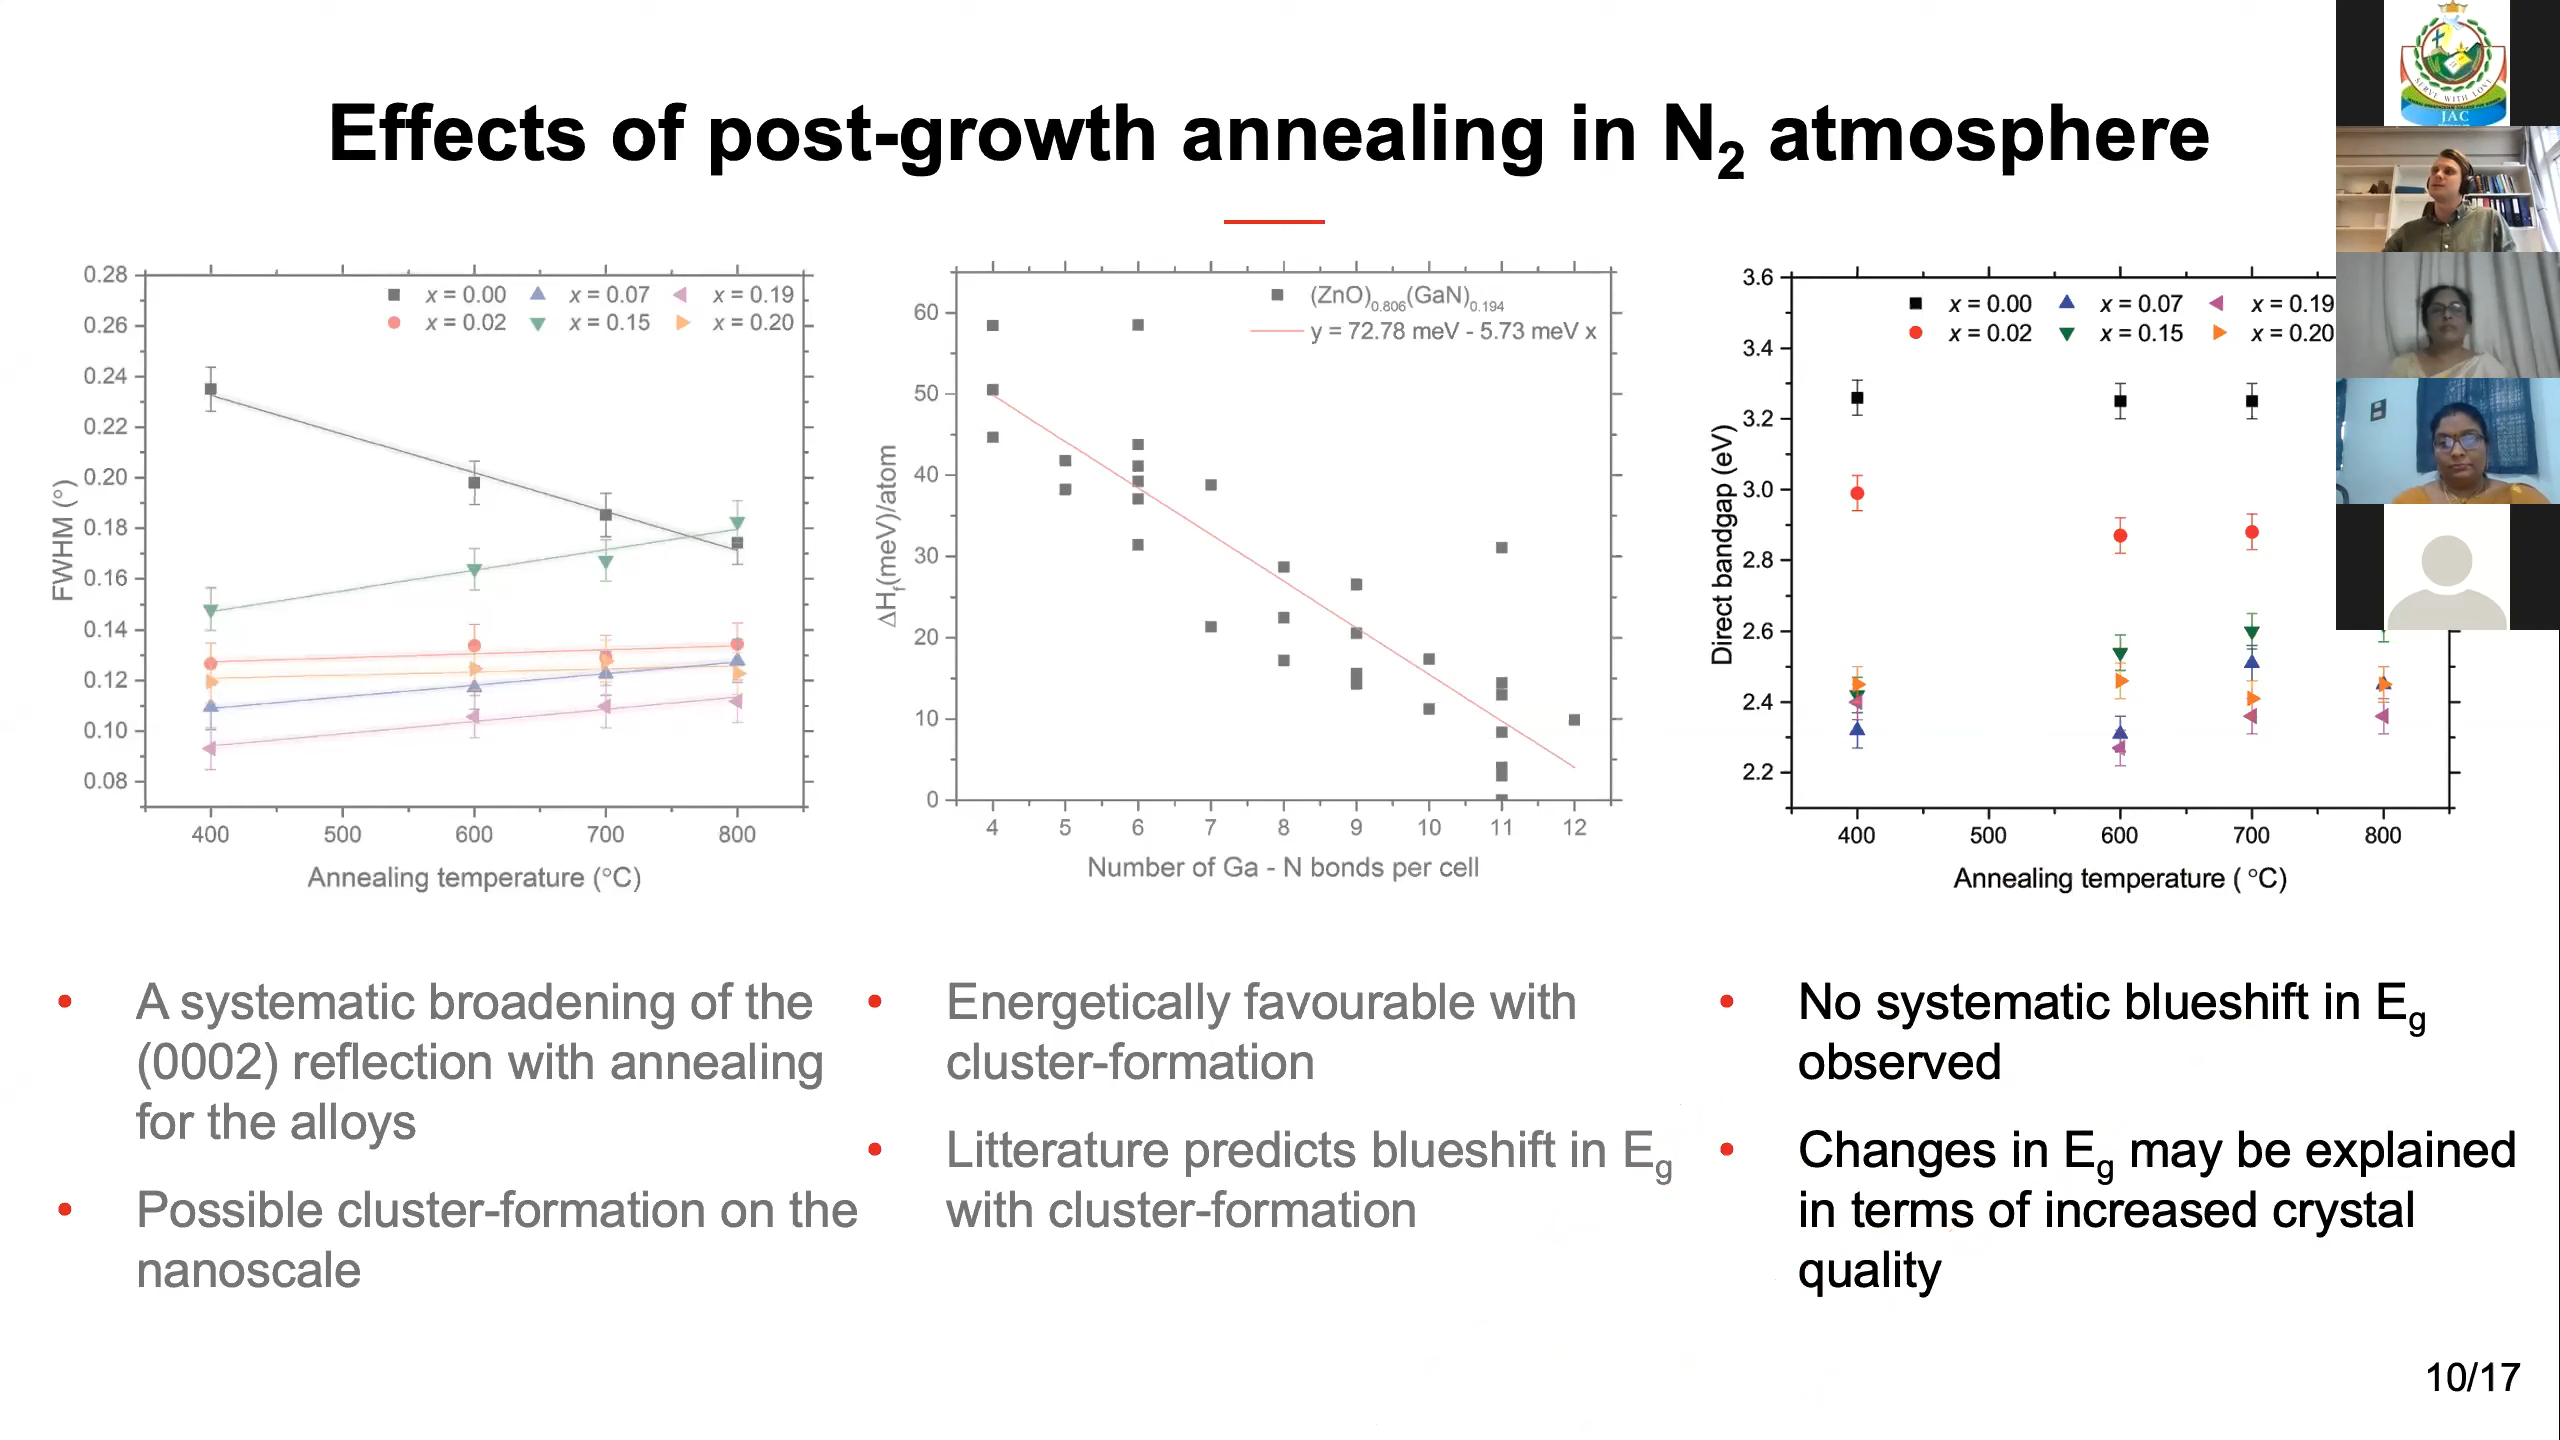 Effects of post-growth annealing in N2 atmosphere
JAC
SERVE WITH LOVE
0.28
0.26
0.24
0.22
0.20
0.18
0.16
0.14
0.12
0.10
0.08
FWHM (°)
x = 0.00 x = 0.07 x = 0.19
x = 0.02 x = 0.15 x = 0.20
400 500 600 700 800
Annealing temperature (°C)
60
50
40
30
20
10
0
ΔHf(meV)/atom
(ZnO)0.806(GaN)0.194
y = 72.78 meV - 5.73 meV x
4 5 6 7 8 9 10 11 12
Number of Ga - N bonds per cell
3.6
3.4
3.2
3.0
2.8
2.6
2.4
2.2
Direct bandgap (eV)
x = 0.00 x = 0.07 x = 0.19
x = 0.02 x = 0.15 x = 0.20
400 500 600 700 800
Annealing temperature ( °C)
• A systematic broadening of the
(0002) reflection with annealing
for the alloys
• Possible cluster-formation on the
nanoscale
• Energetically favourable with
cluster-formation
• Litterature predicts blueshift in Eg
with cluster-formation
• No systematic blueshift in Eg
observed
• Changes in Eg may be explained
in terms of increased crystal
quality
10/17